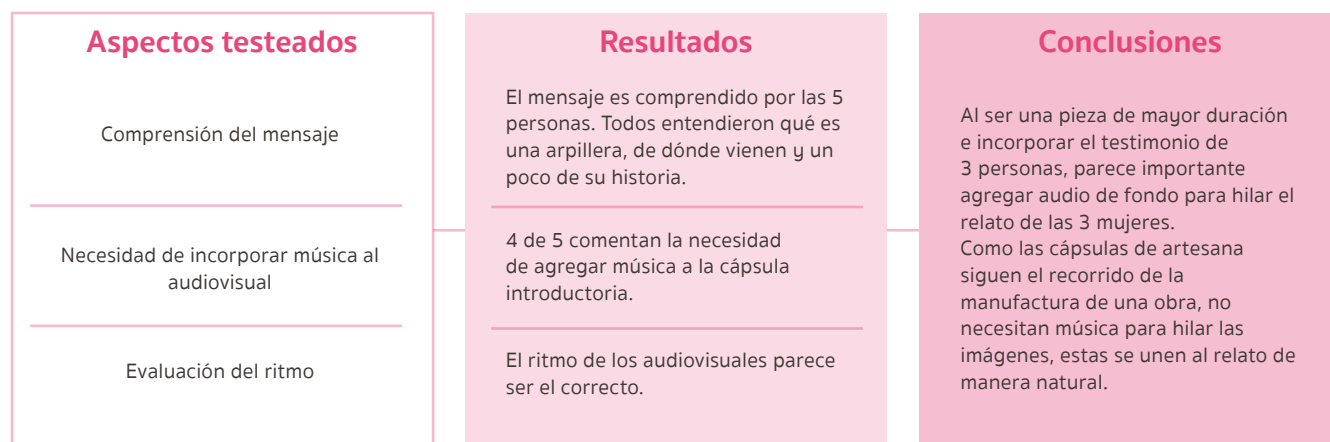 Aspectos testeados
Comprensión del mensaje
Necesidad de incorporar música al
audiovisual
Evaluación del ritmo
Resultados
El mensaje es comprendido por las 5
personas. Todos entendieron qué es
una arpillera, de dónde vienen y un
poco de su historia.
4 de 5 comentan la necesidad
de agregar música a la cápsula
introductoria.
El ritmo de los audiovisuales parece
ser el correcto.
Conclusiones
Al ser una pieza de mayor duración
e incorporar el testimonio de
3 personas, parece importante
agregar audio de fondo para hilar el
relato de las 3 mujeres.
Como las cápsulas de artesana
siguen el recorrido de la
manufactura de una obra, no
necesitan música para hilar las
imágenes, estas se unen al relato de
manera natural.